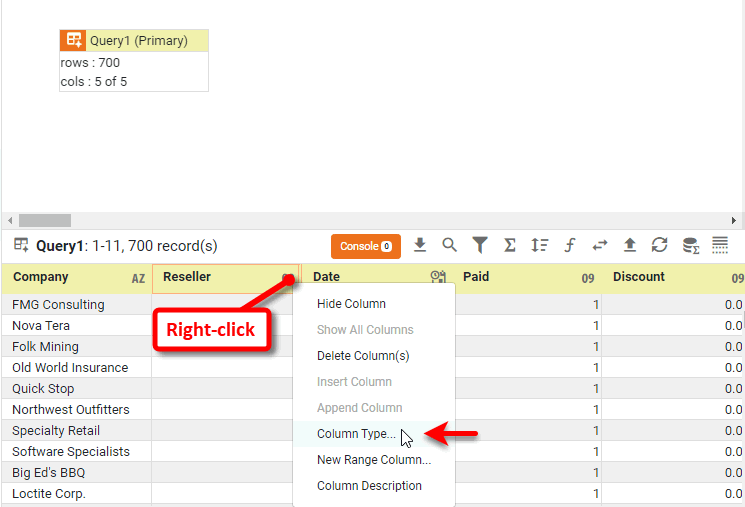 Query1 (Primary)
rows : 700
cols : 5 of 5
Query1: 1-11, 700 record(s)
Console 0
Company AZ Reseller Date Paid 09 Discount 09
FMG Consulting 1 0.0
Nova Tera 1 0.0
Folk Mining 1 0.0
Old World Insurance 1 0.0
Quick Stop 1 0.0
Northwest Outfitters 1 0.0
Specialty Retail 1 0.0
Software Specialists 1 0.0
Big Ed's BBQ 1 0.0
Loctite Corp. 1 0.0
Right-click
Hide Column
Show All Columns
Delete Column(s)
Insert Column
Append Column
Column Type...
New Range Column...
Column Description